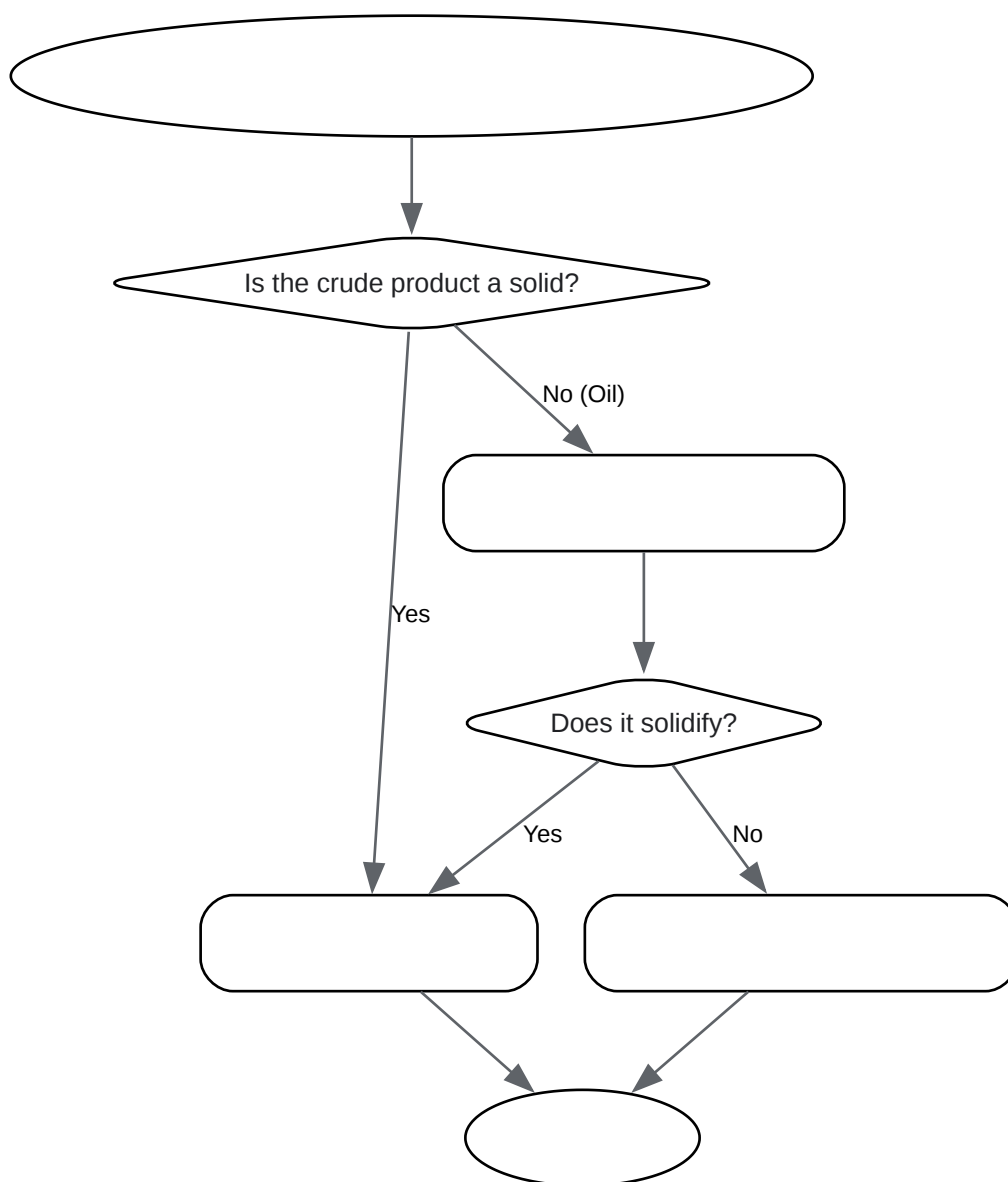 Is the crude product a solid?
No (Oil)
Yes
Does it solidify?
Yes
No